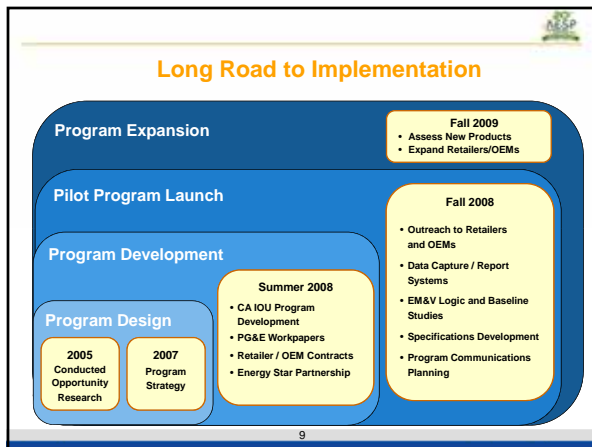 AESP
Long Road to Implementation
Program Expansion
Fall 2009
• Assess New Products
• Expand Retailers/OEMs
Pilot Program Launch
Fall 2008
• Outreach to Retailers
and OEMs
• Data Capture / Report
Systems
• EM&V Logic and Baseline
Studies
• Specifications Development
• Program Communications
Planning
Program Development
Summer 2008
• CA IOU Program
Development
• PG&E Workpapers
• Retailer / OEM Contracts
• Energy Star Partnership
Program Design
2005
Conducted
Opportunity
Research
2007
Program
Strategy
9